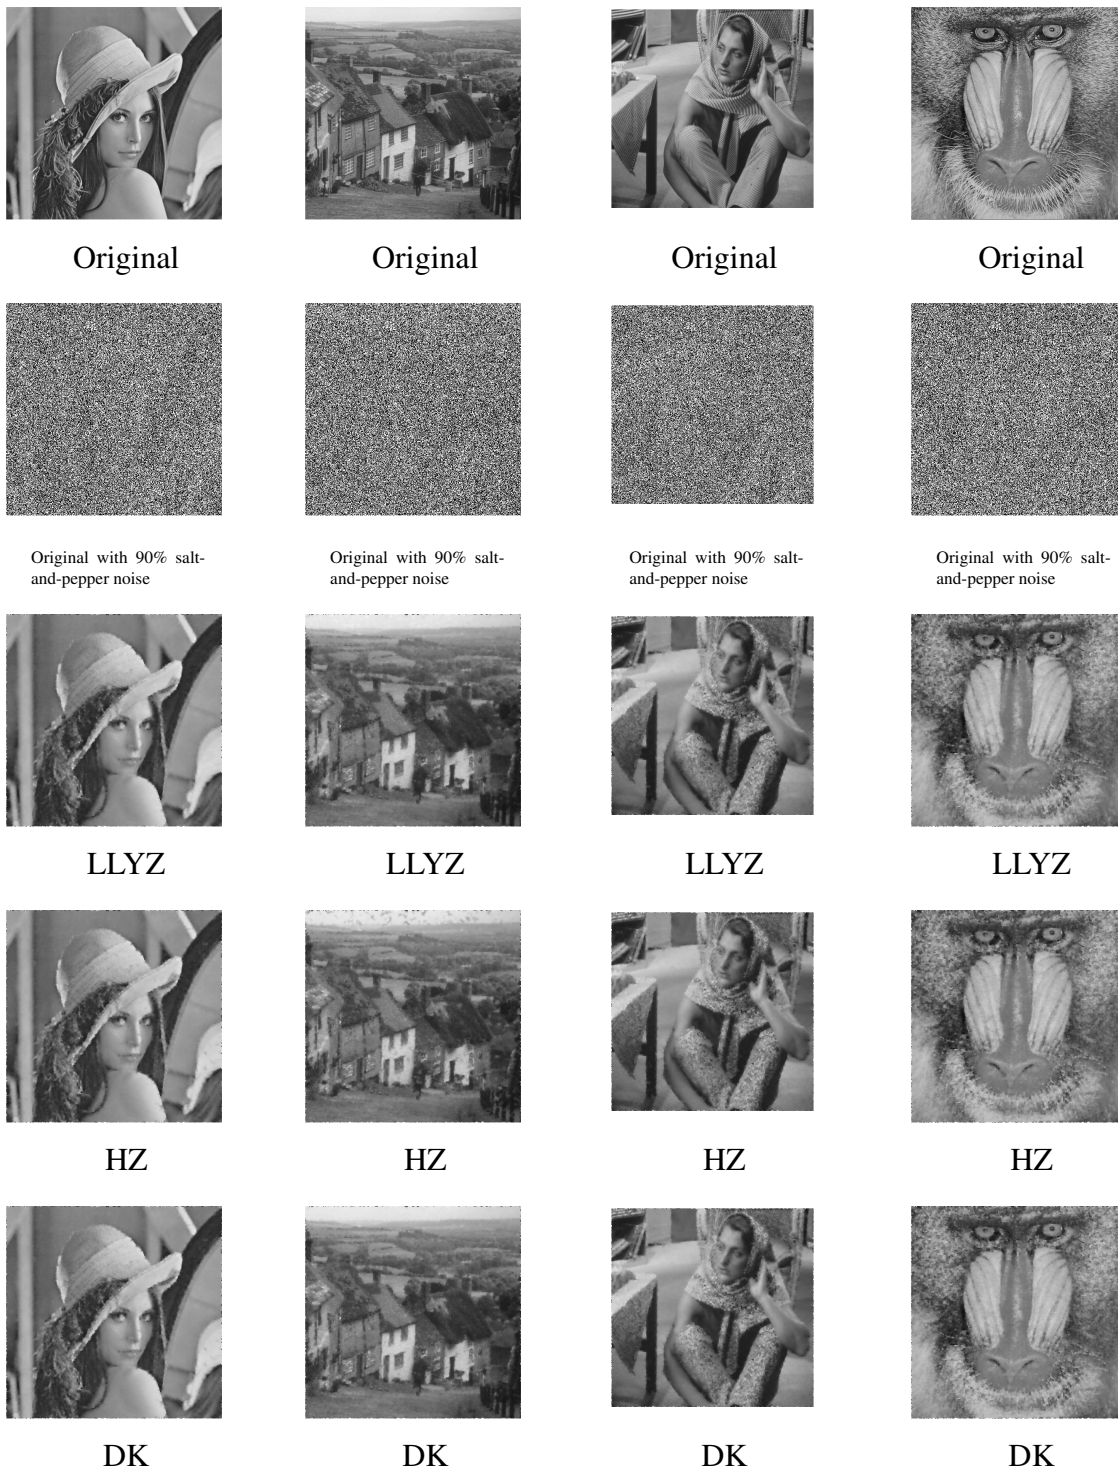 Original
Original
Original
Original
Original with 90% salt-
and-pepper noise
Original with 90% salt-
and-pepper noise
Original with 90% salt-
and-pepper noise
Original with 90% salt-
and-pepper noise
LLYZ
LLYZ
LLYZ
LLYZ
HZ
HZ
HZ
HZ
DK
DK
DK
DK